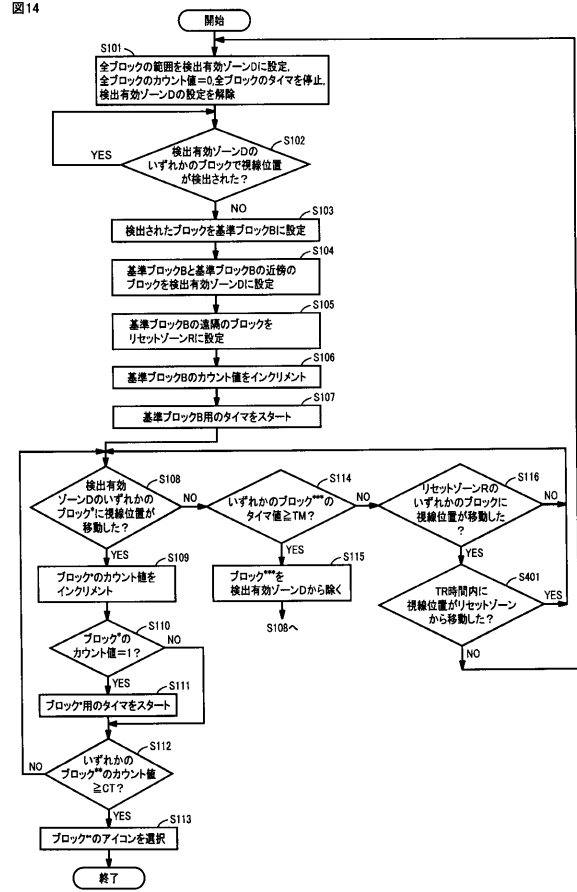 図14
開始
S101
全ブロックの範囲を検出有効ゾーンDに設定,
全ブロックのカウント値=0,全ブロックのタイマを停止,
検出有効ゾーンDの設定を解除
S102
検出有効ゾーンDの
いずれかのブロックで視線位置
が検出された?
YES
NO
S103
検出されたブロックを基準ブロックBに設定
S104
基準ブロックBと基準ブロックBの近傍の
ブロックを検出有効ゾーンDに設定
S105
基準ブロックBの遠隔のブロックを
リセットゾーンRに設定
S106
基準ブロックBのカウント値をインクリメント
S107
基準ブロックB用のタイマをスタート
S108
検出有効
ゾーンDのいずれかの
ブロック*に視線位置が
移動した?
NO
YES
S114
いずれかのブロック***の
タイマ値≧TM?
NO
YES
S116
リセットゾーンRの
いずれかのブロックに
視線位置が移動した
?
NO
YES
S109
ブロック*のカウント値を
インクリメント
S115
ブロック***を
検出有効ゾーンDから除く
S108へ
S401
TR時間内に
視線位置がリセットゾーン
から移動した?
YES
NO
S110
ブロック*の
カウント値=1?
NO
YES
S111
ブロック*用のタイマをスタート
S112
いずれかの
ブロック**のカウント値
≧CT?
NO
YES
S113
ブロック**のアイコンを選択
終了